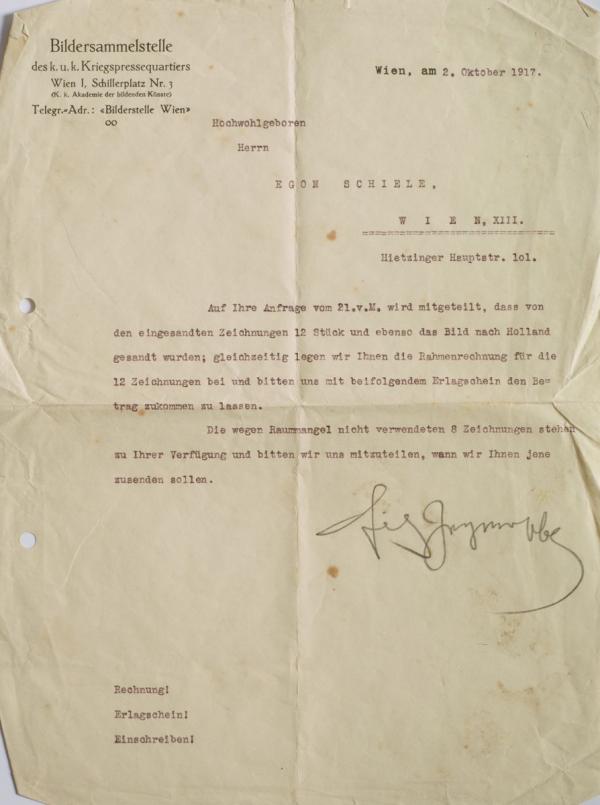 Bildersammelstelle
des k. u. k. Kriegspressequartiers
Wien I, Schillerplatz Nr. 3
(K. k. Akademie der bildenden Künste)
Telegr.-Adr.: «Bilderstelle Wien»
Wien, am 2. Oktober 1917.
Hochwohlgeboren
Herrn
EGON SCHIELE,
WIEN, XIII.
Hietzinger Hauptstr. 1o1.
Auf Ihre Anfrage vom 21.v.M. wird mitgeteilt, dass von
den eingesandten Zeichnungen 12 Stück und ebenso das Bild nach Holland
gesandt wurden; gleichzeitig legen wir Ihnen die Rahmenrechnung für die
12 Zeichnungen bei und bitten uns mit beifolgendem Erlagschein den Be=
trag zukommen zu lassen.
Die wegen Raummangel nicht verwendeten 8 Zeichnungen stehen
zu Ihrer Verfügung und bitten wir uns mitzuteilen, wann wir Ihnen jene
zusenden sollen.
Rechnung!
Erlagschein!
Einschreiben!